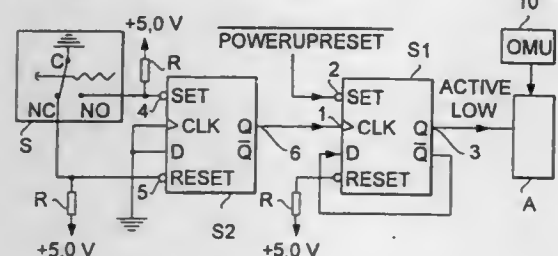 +5,0 V
POWERUPRESET
10
OMU
S1
C
R
NC
NO
S
4
SET
CLK
D
RESET
Q
Q̅
5
6
S2
2
1
SET
CLK
D
RESET
Q
Q̅
3
ACTIVE
LOW
A
R
R
+5,0 V
+5,0 V